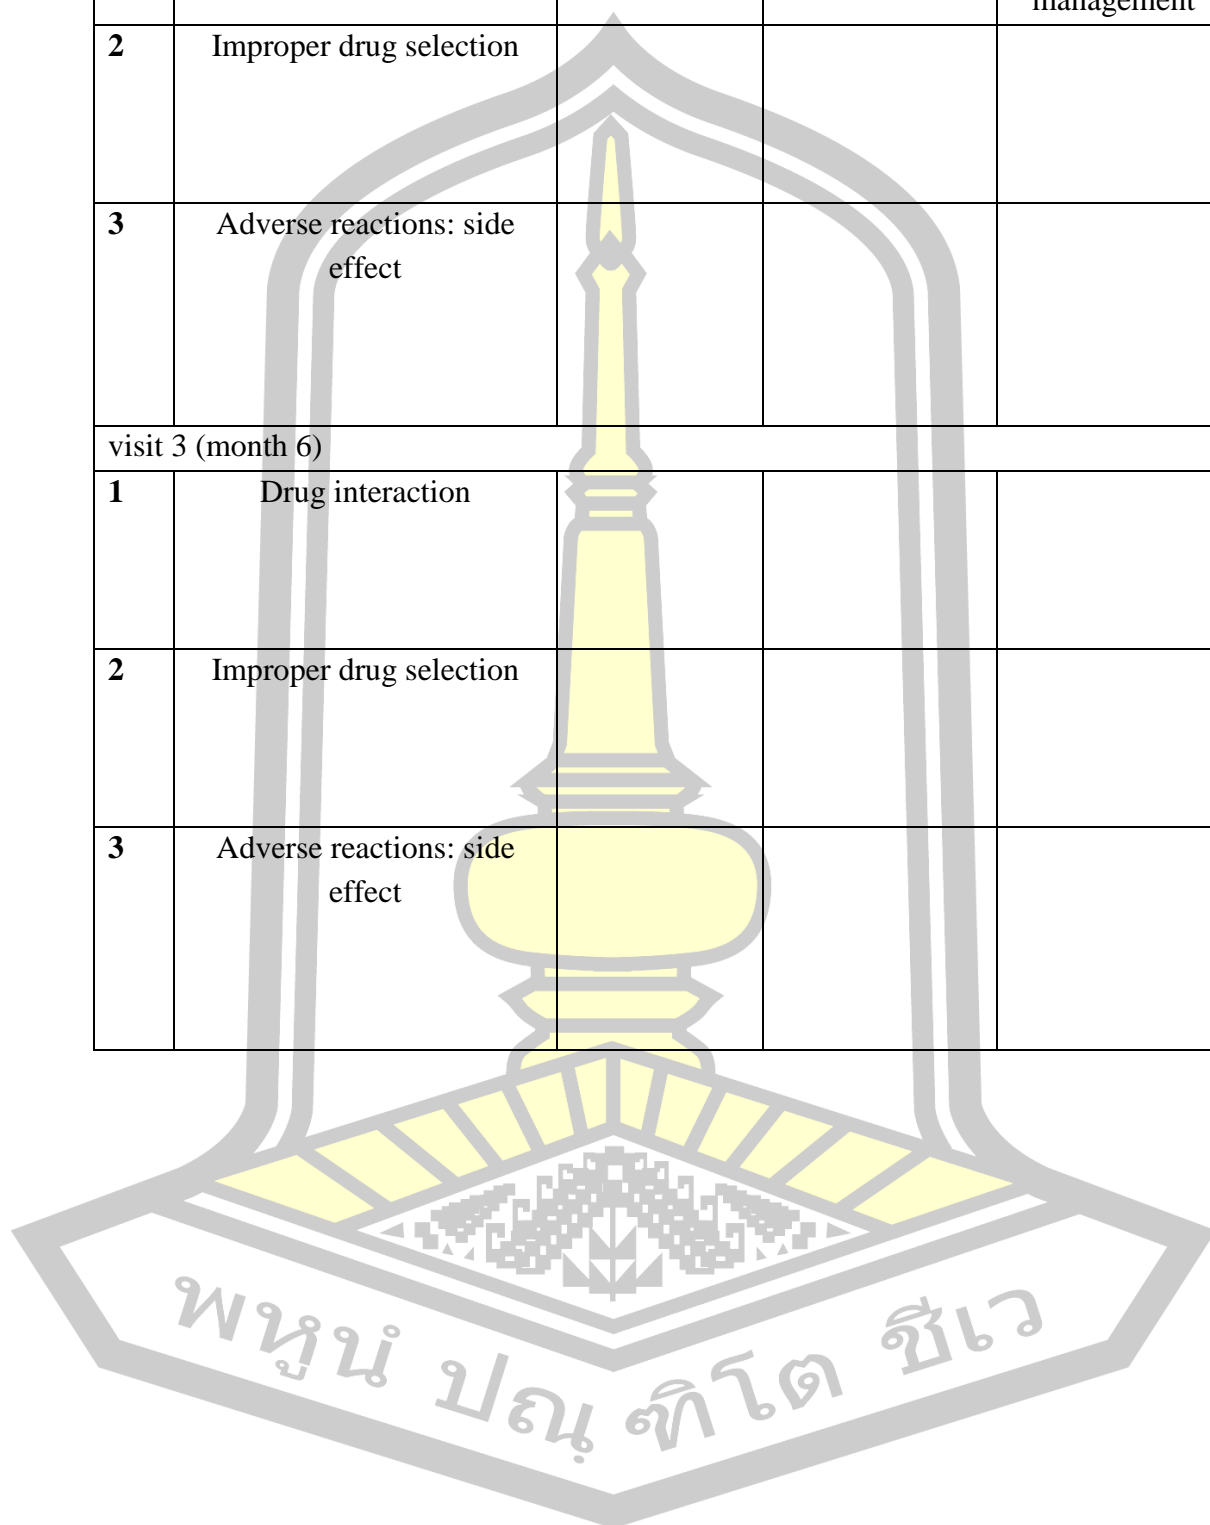 management
2 Improper drug selection
3 Adverse reactions: side
effect
visit 3 (month 6)
1 Drug interaction
2 Improper drug selection
3 Adverse reactions: side
effect
พหูนํ ปณฺฑิโต ชีเว